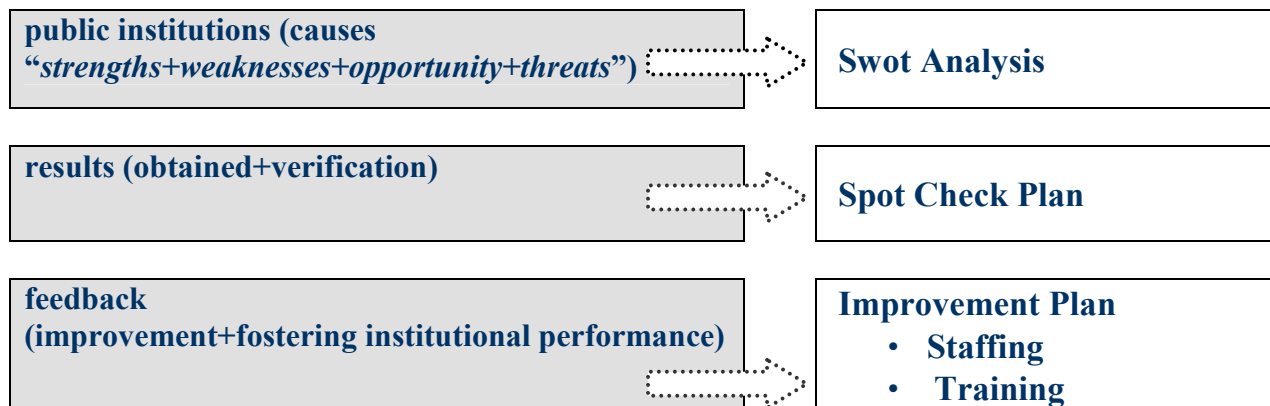 public institutions (causes
“strengths+weaknesses+opportunity+threats”)
Swot Analysis
results (obtained+verification)
Spot Check Plan
feedback
(improvement+fostering institutional performance)
Improvement Plan
• Staffing
• Training